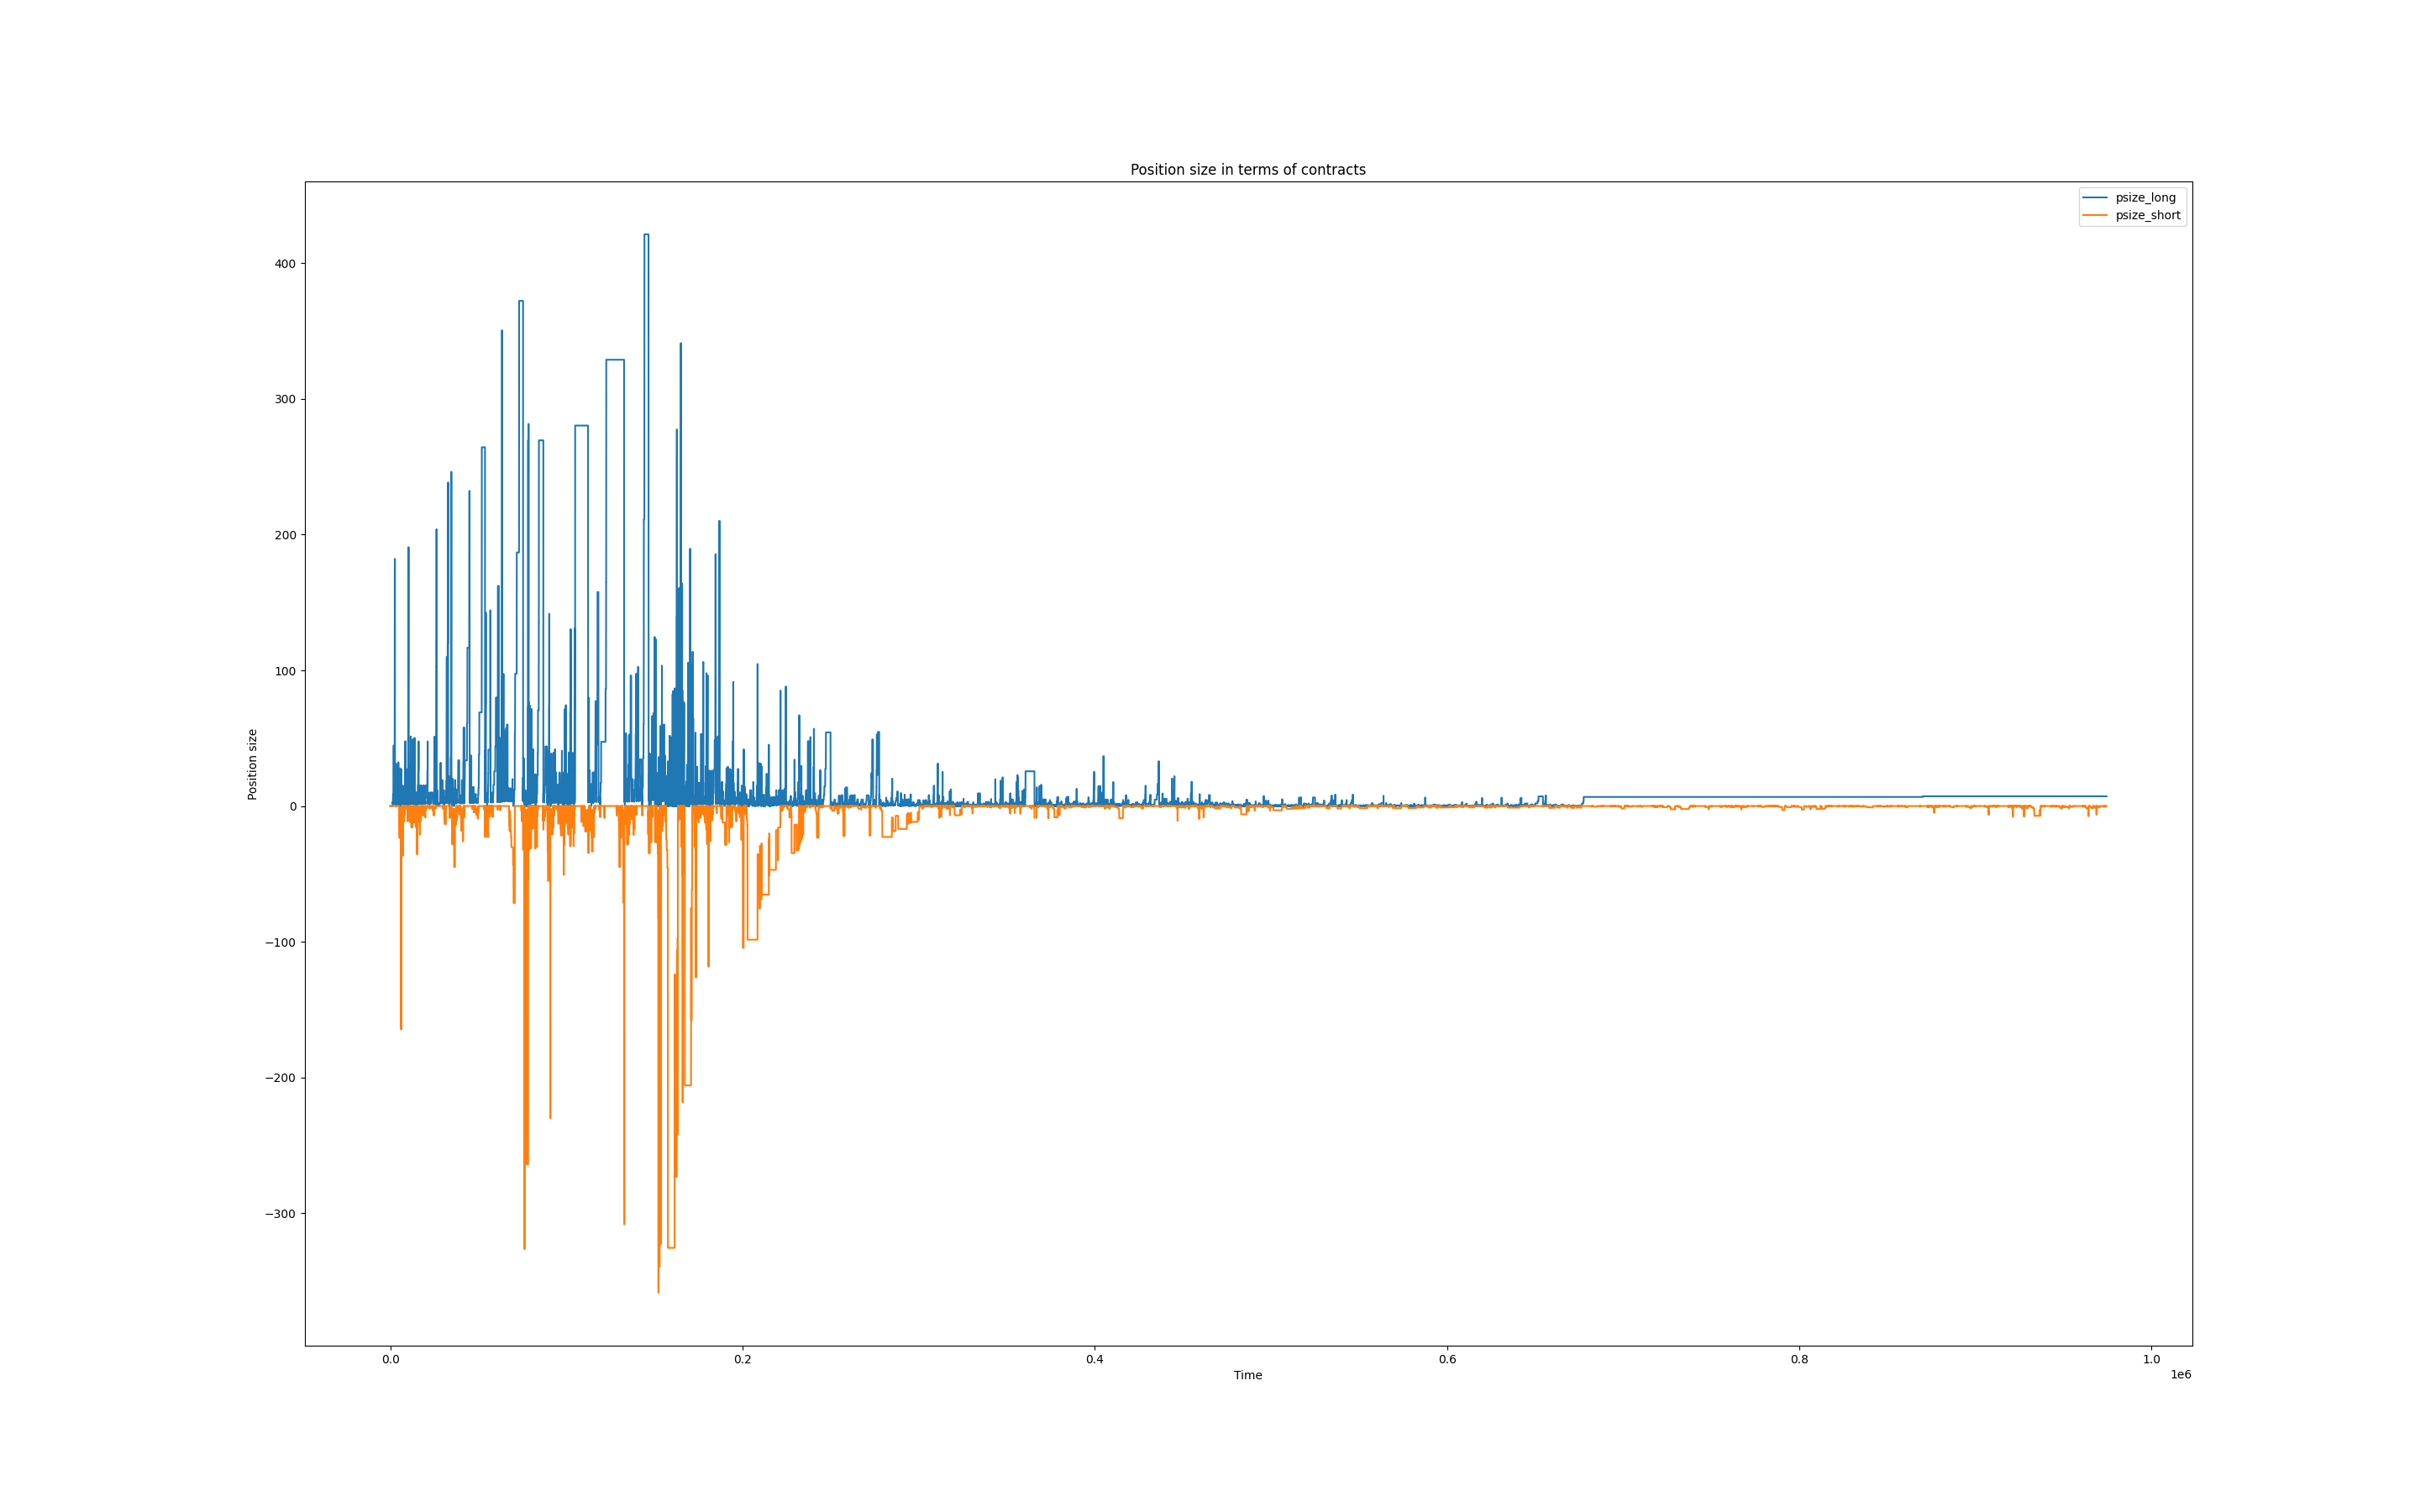 Position size in terms of contracts
psize_long
psize_short
Position size
400
300
200
100
0
−100
−200
−300
0.0
0.2
0.4
0.6
0.8
1.0
1e6
Time